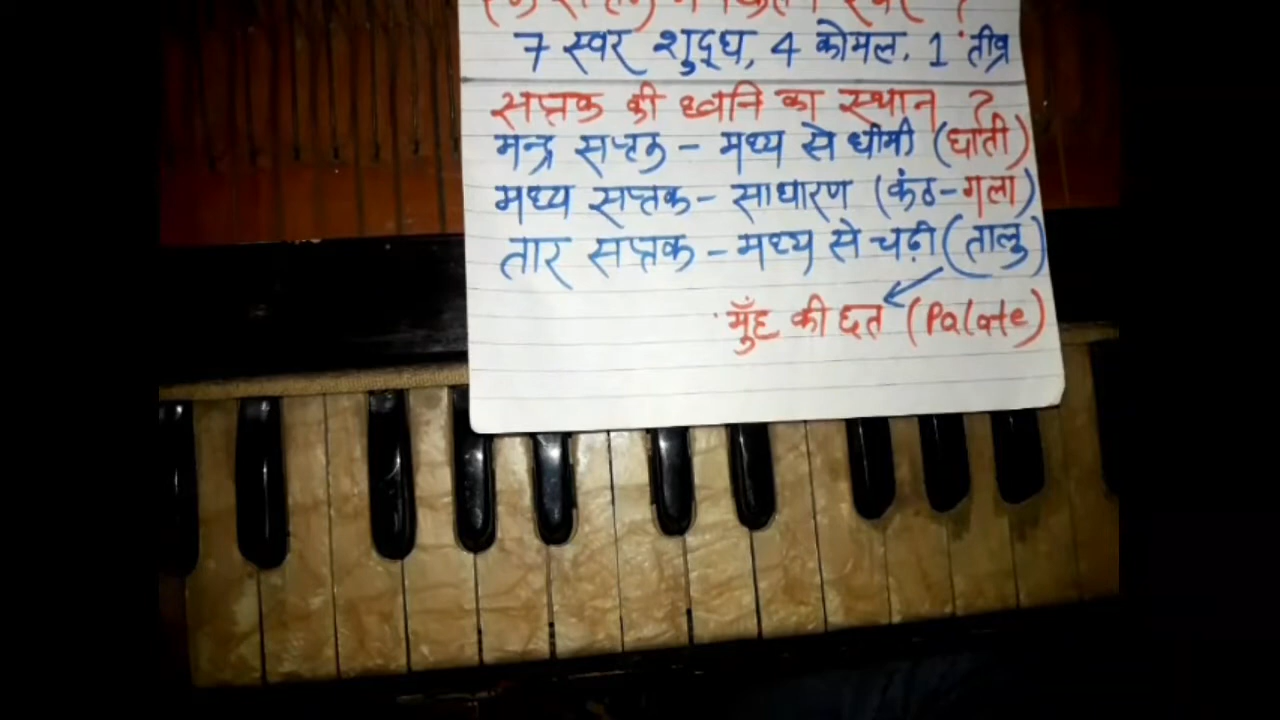 7 स्वर शुद्ध, 4 कोमल, 1 तीव्र
सप्तक की ध्वनि का स्थान ?
मन्द्र सप्तक - मध्य से धीमी (छाती)
मध्य सप्तक - साधारण (कंठ-गला)
तार सप्तक - मध्य से चढ़ी (तालु)
मुँह की छत (Palate)